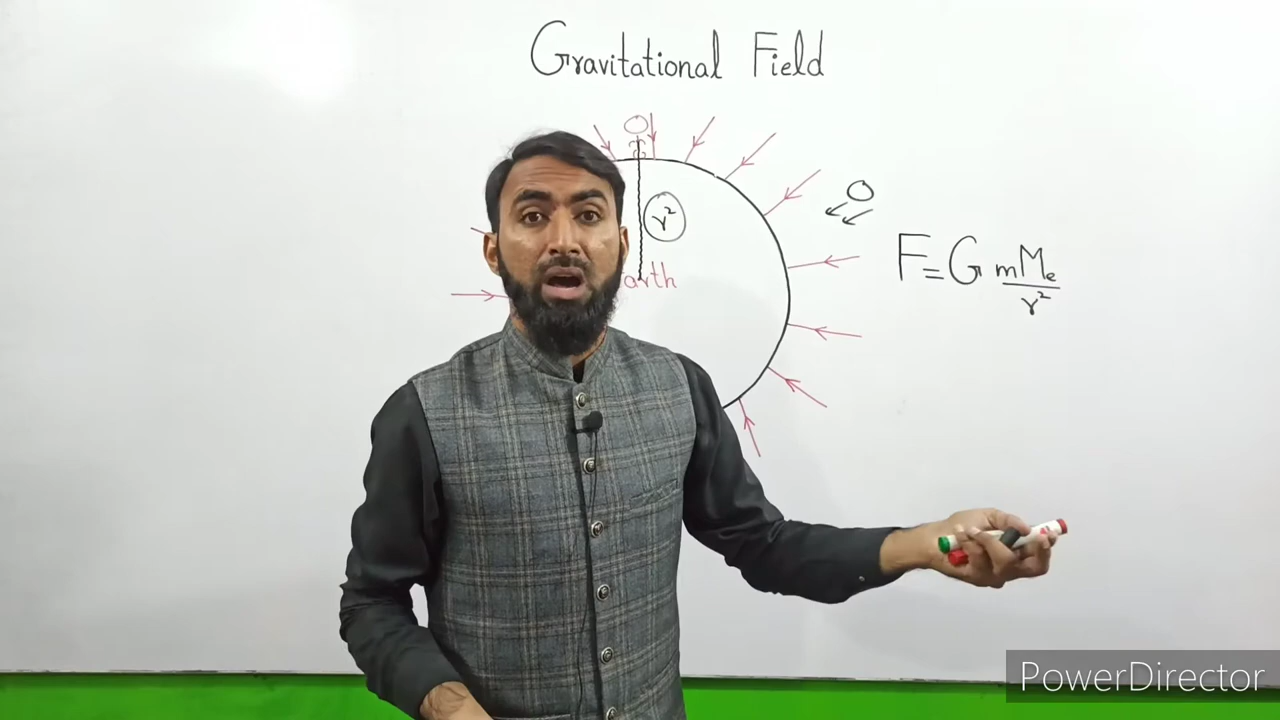 Gravitational Field
r²
arth
F = G mMe/r²
PowerDirector